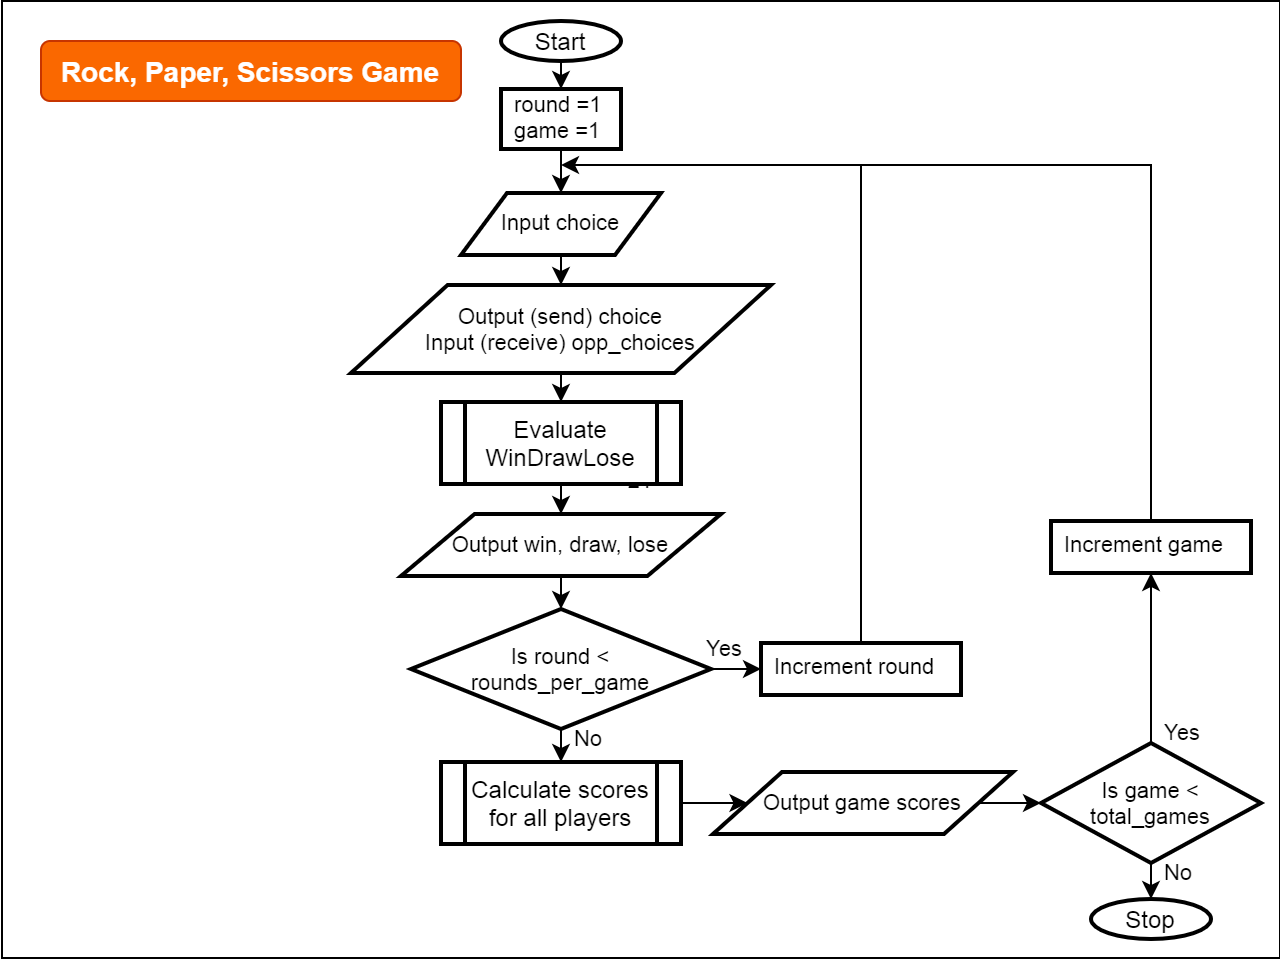 Rock, Paper, Scissors Game
Start
round =1
game =1
Input choice
Output (send) choice
Input (receive) opp_choices
Evaluate
WinDrawLose
Output win, draw, lose
Is round <
rounds_per_game
Yes
Increment round
No
Calculate scores
for all players
Output game scores
Is game <
total_games
Yes
Increment game
No
Stop